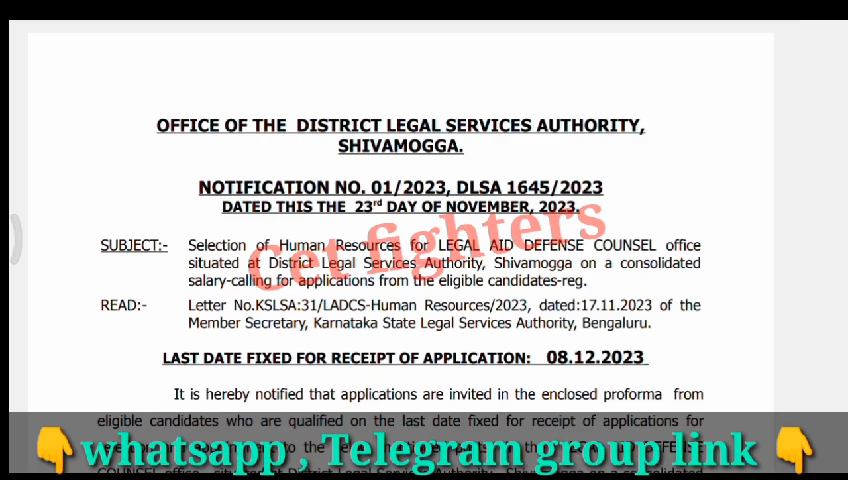 OFFICE OF THE DISTRICT LEGAL SERVICES AUTHORITY,
SHIVAMOGGA.
NOTIFICATION NO. 01/2023, DLSA 1645/2023
DATED THIS THE 23rd DAY OF NOVEMBER, 2023.
SUBJECT:- Selection of Human Resources for LEGAL AID DEFENSE COUNSEL office
situated at District Legal Services Authority, Shivamogga on a consolidated
salary-calling for applications from the eligible candidates-reg.
Cet fighters
READ:- Letter No.KSLSA:31/LADCS-Human Resources/2023, dated:17.11.2023 of the
Member Secretary, Karnataka State Legal Services Authority, Bengaluru.
LAST DATE FIXED FOR RECEIPT OF APPLICATION: 08.12.2023
It is hereby notified that applications are invited in the enclosed proforma from
eligible candidates who are qualified on the last date fixed for receipt of applications for
👇whatsapp , Telegram group link 👇